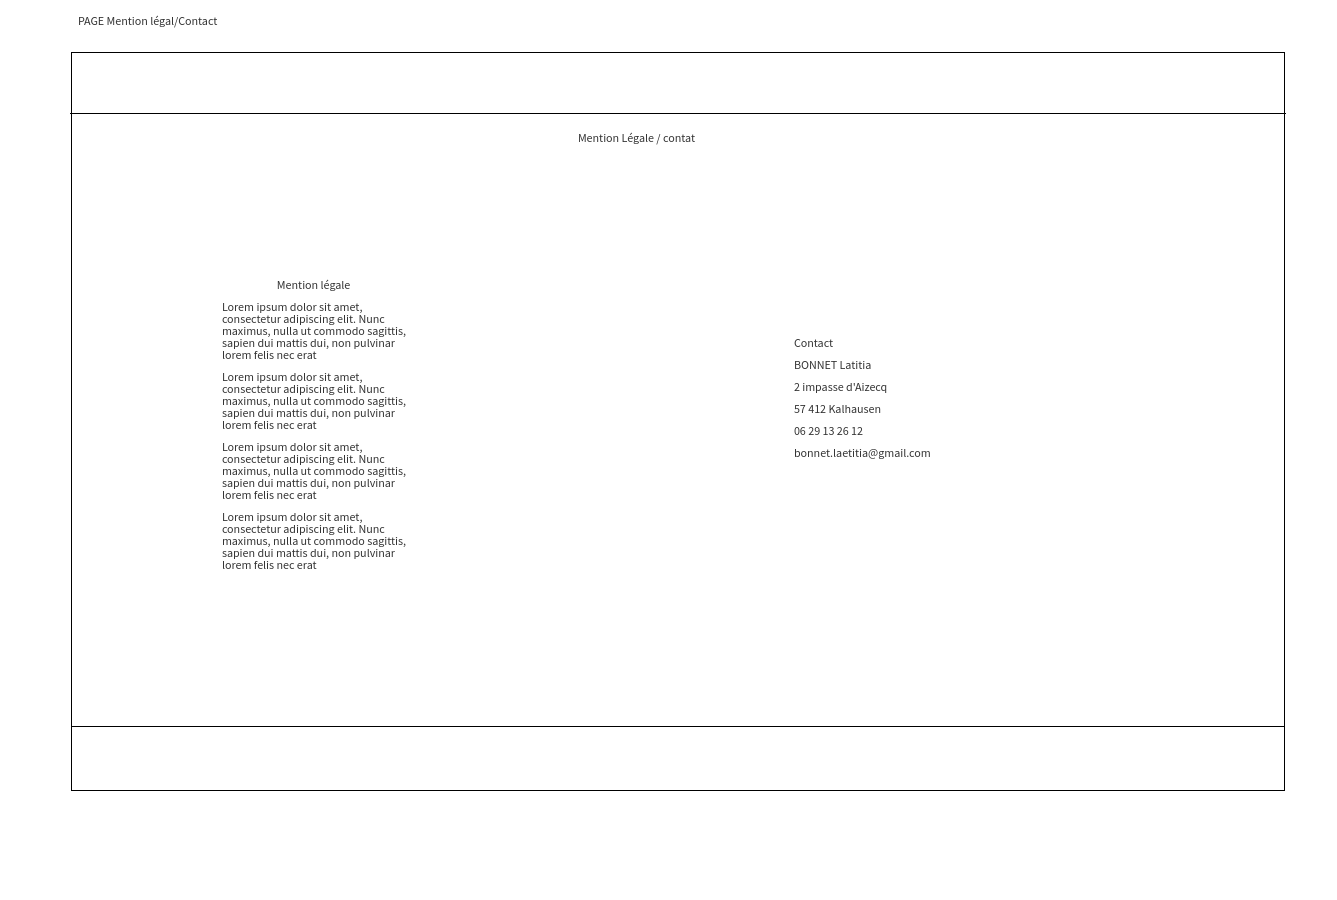 PAGE Mention légal/Contact
Mention Légale / contat
Mention légale
Lorem ipsum dolor sit amet,
consectetur adipiscing elit. Nunc
maximus, nulla ut commodo sagittis,
sapien dui mattis dui, non pulvinar
lorem felis nec erat
Lorem ipsum dolor sit amet,
consectetur adipiscing elit. Nunc
maximus, nulla ut commodo sagittis,
sapien dui mattis dui, non pulvinar
lorem felis nec erat
Lorem ipsum dolor sit amet,
consectetur adipiscing elit. Nunc
maximus, nulla ut commodo sagittis,
sapien dui mattis dui, non pulvinar
lorem felis nec erat
Lorem ipsum dolor sit amet,
consectetur adipiscing elit. Nunc
maximus, nulla ut commodo sagittis,
sapien dui mattis dui, non pulvinar
lorem felis nec erat
Contact
BONNET Latitia
2 impasse d'Aizecq
57 412 Kalhausen
06 29 13 26 12
bonnet.laetitia@gmail.com